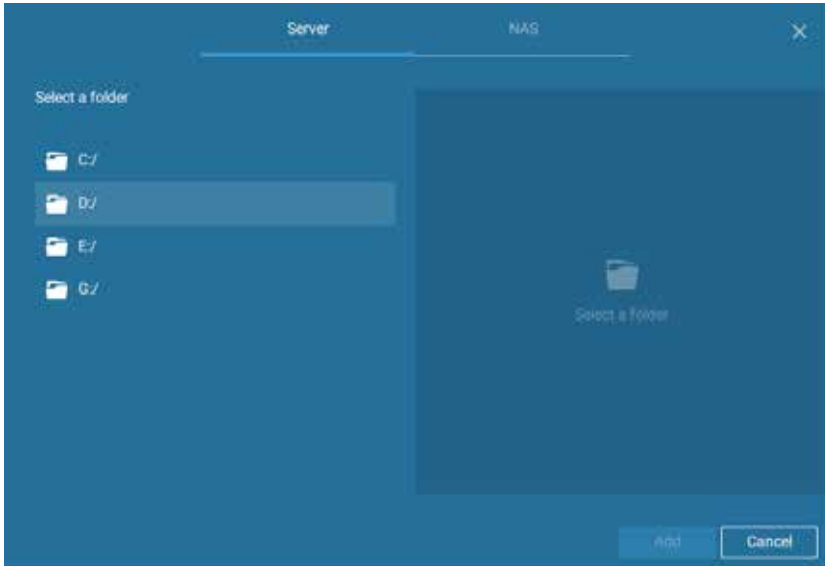 Server
NAS
Select a folder
C:/
D:/
E:/
G:/
Select a folder
Add
Cancel